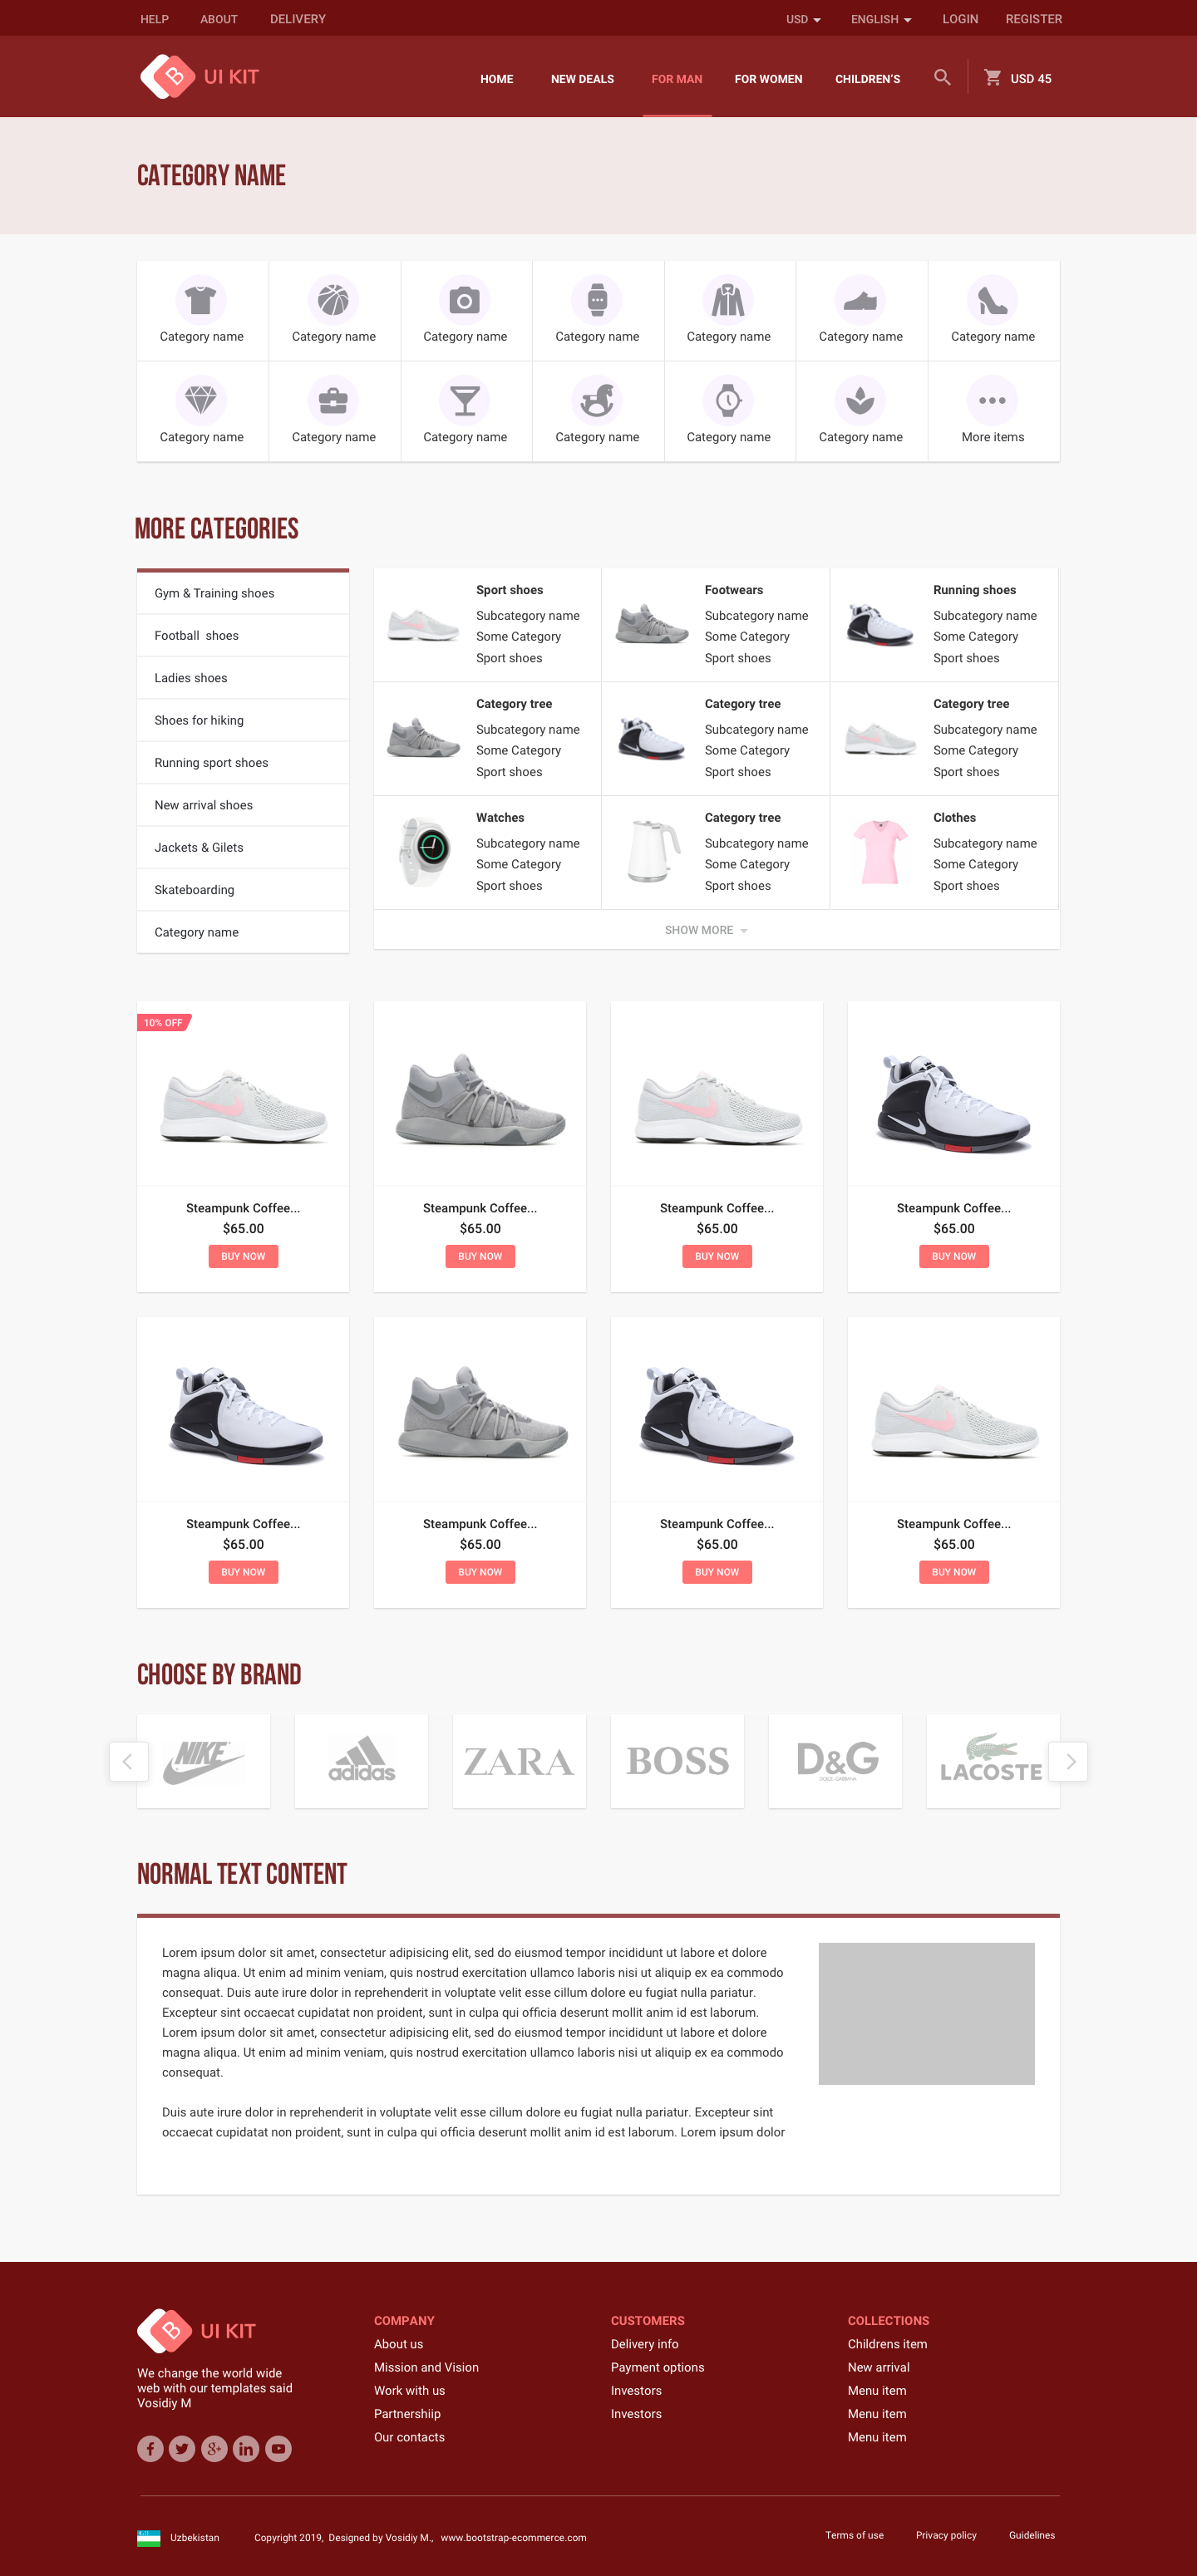 HELP ABOUT DELIVERY USD ENGLISH LOGIN REGISTER
B UI KIT HOME NEW DEALS FOR MAN FOR WOMEN CHILDREN'S USD 45
CATEGORY NAME
Category name Category name Category name Category name Category name Category name Category name
Category name Category name Category name Category name Category name Category name More items
MORE CATEGORIES
Gym & Training shoes
Football shoes
Ladies shoes
Shoes for hiking
Running sport shoes
New arrival shoes
Jackets & Gilets
Skateboarding
Category name
Sport shoes
Subcategory name
Some Category
Sport shoes
Footwears
Subcategory name
Some Category
Sport shoes
Running shoes
Subcategory name
Some Category
Sport shoes
Category tree
Subcategory name
Some Category
Sport shoes
Category tree
Subcategory name
Some Category
Sport shoes
Category tree
Subcategory name
Some Category
Sport shoes
Watches
Subcategory name
Some Category
Sport shoes
Category tree
Subcategory name
Some Category
Sport shoes
Clothes
Subcategory name
Some Category
Sport shoes
SHOW MORE
10% OFF
Steampunk Coffee... Steampunk Coffee... Steampunk Coffee... Steampunk Coffee...
$65.00 $65.00 $65.00 $65.00
BUY NOW BUY NOW BUY NOW BUY NOW
Steampunk Coffee... Steampunk Coffee... Steampunk Coffee... Steampunk Coffee...
$65.00 $65.00 $65.00 $65.00
BUY NOW BUY NOW BUY NOW BUY NOW
CHOOSE BY BRAND
NIKE adidas ZARA BOSS D&G DOLCE & GABBANA LACOSTE
NORMAL TEXT CONTENT
Lorem ipsum dolor sit amet, consectetur adipisicing elit, sed do eiusmod tempor incididunt ut labore et dolore
magna aliqua. Ut enim ad minim veniam, quis nostrud exercitation ullamco laboris nisi ut aliquip ex ea commodo
consequat. Duis aute irure dolor in reprehenderit in voluptate velit esse cillum dolore eu fugiat nulla pariatur.
Excepteur sint occaecat cupidatat non proident, sunt in culpa qui officia deserunt mollit anim id est laborum.
Lorem ipsum dolor sit amet, consectetur adipisicing elit, sed do eiusmod tempor incididunt ut labore et dolore
magna aliqua. Ut enim ad minim veniam, quis nostrud exercitation ullamco laboris nisi ut aliquip ex ea commodo
consequat.
Duis aute irure dolor in reprehenderit in voluptate velit esse cillum dolore eu fugiat nulla pariatur. Excepteur sint
occaecat cupidatat non proident, sunt in culpa qui officia deserunt mollit anim id est laborum. Lorem ipsum dolor
B UI KIT
We change the world wide
web with our templates said
Vosidiy M
COMPANY
About us
Mission and Vision
Work with us
Partnershiip
Our contacts
CUSTOMERS
Delivery info
Payment options
Investors
Investors
COLLECTIONS
Childrens item
New arrival
Menu item
Menu item
Menu item
Uzbekistan Copyright 2019, Designed by Vosidiy M., www.bootstrap-ecommerce.com Terms of use Privacy policy Guidelines